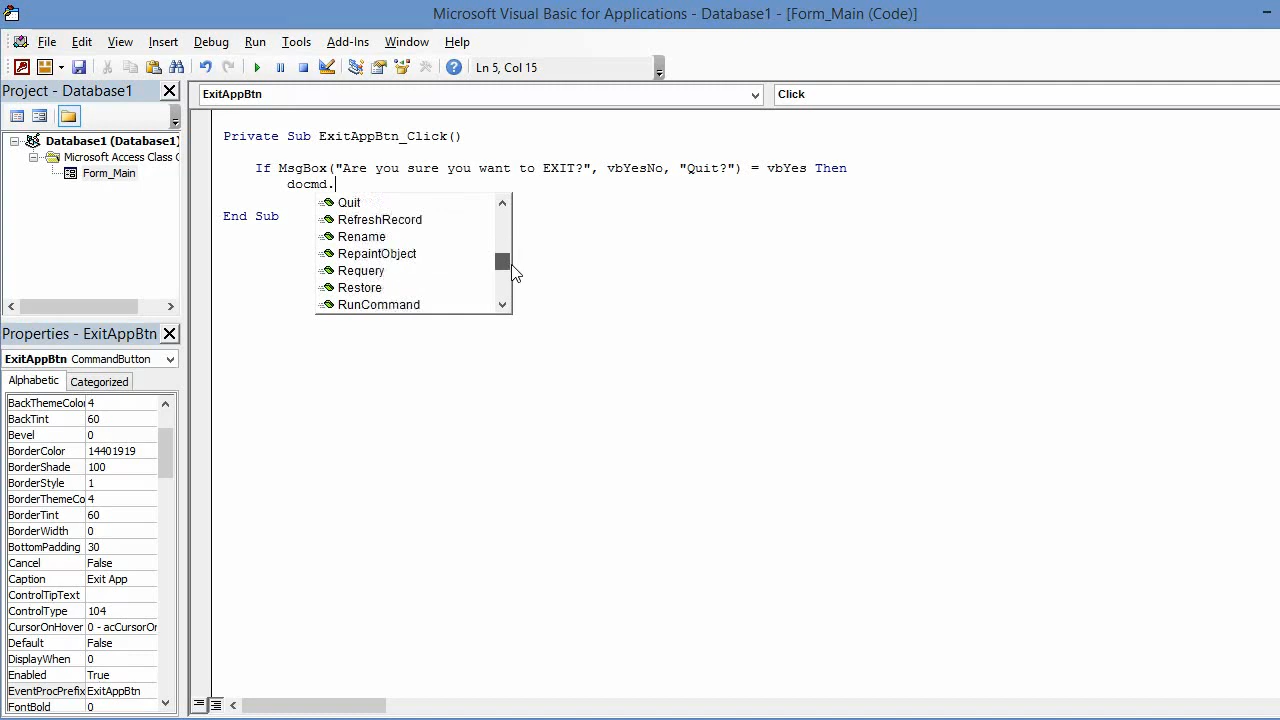 Microsoft Visual Basic for Applications - Database1 - [Form_Main (Code)]
File Edit View Insert Debug Run Tools Add-Ins Window Help
Ln 5, Col 15
Project - Database1
ExitAppBtn
Click
Database1 (Database1)
Microsoft Access Class O
Form_Main
Private Sub ExitAppBtn_Click()
If MsgBox("Are you sure you want to EXIT?", vbYesNo, "Quit?") = vbYes Then
docmd.
Quit
RefreshRecord
Rename
RepaintObject
Requery
Restore
RunCommand
End Sub
Properties - ExitAppBtn
ExitAppBtn CommandButton
Alphabetic Categorized
BackThemeColor 4
BackTint 60
Bevel 0
BorderColor 14401919
BorderShade 100
BorderStyle 1
BorderThemeCo 4
BorderTint 60
BorderWidth 0
BottomPadding 30
Cancel False
Caption Exit App
ControlTipText
ControlType 104
CursorOnHover 0 - acCursorOn
Default False
DisplayWhen 0
Enabled True
EventProcPrefix ExitAppBtn
FontBold 0